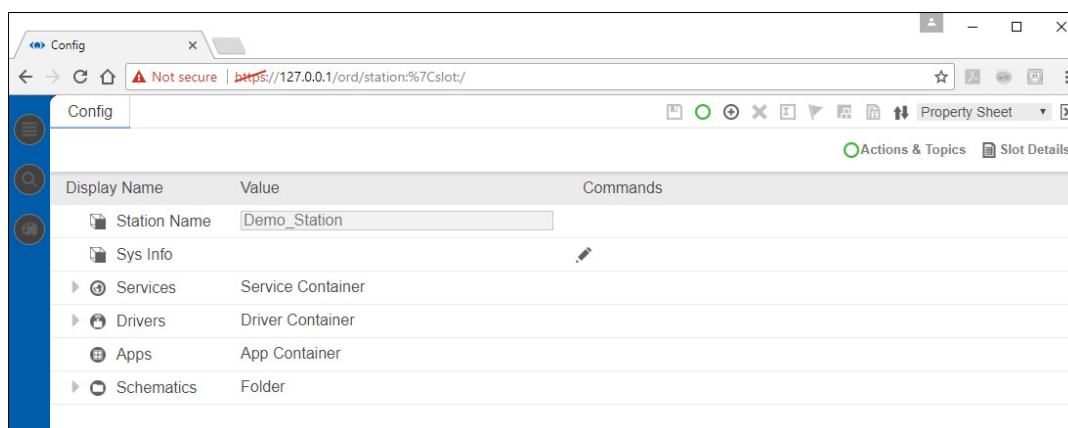 Config
Not secure | https://127.0.0.1/ord/station:%7Cslot:/
Config
Property Sheet
Actions & Topics Slot Details
Display Name Value Commands
Station Name Demo_Station
Sys Info
Services Service Container
Drivers Driver Container
Apps App Container
Schematics Folder